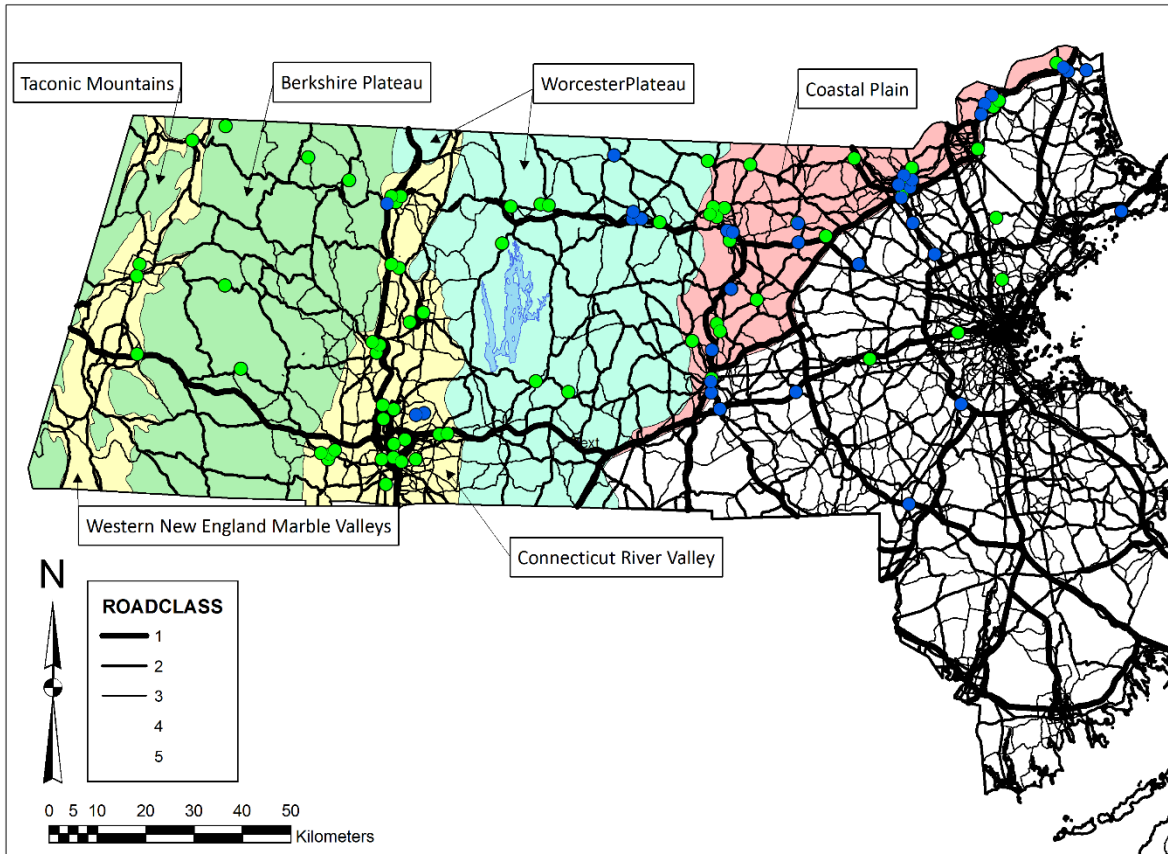 Taconic Mountains
Berkshire Plateau
WorcesterPlateau
Coastal Plain
Western New England Marble Valleys
Connecticut River Valley
N
ROADCLASS
1
2
3
4
5
0 5 10 20 30 40 50
Kilometers